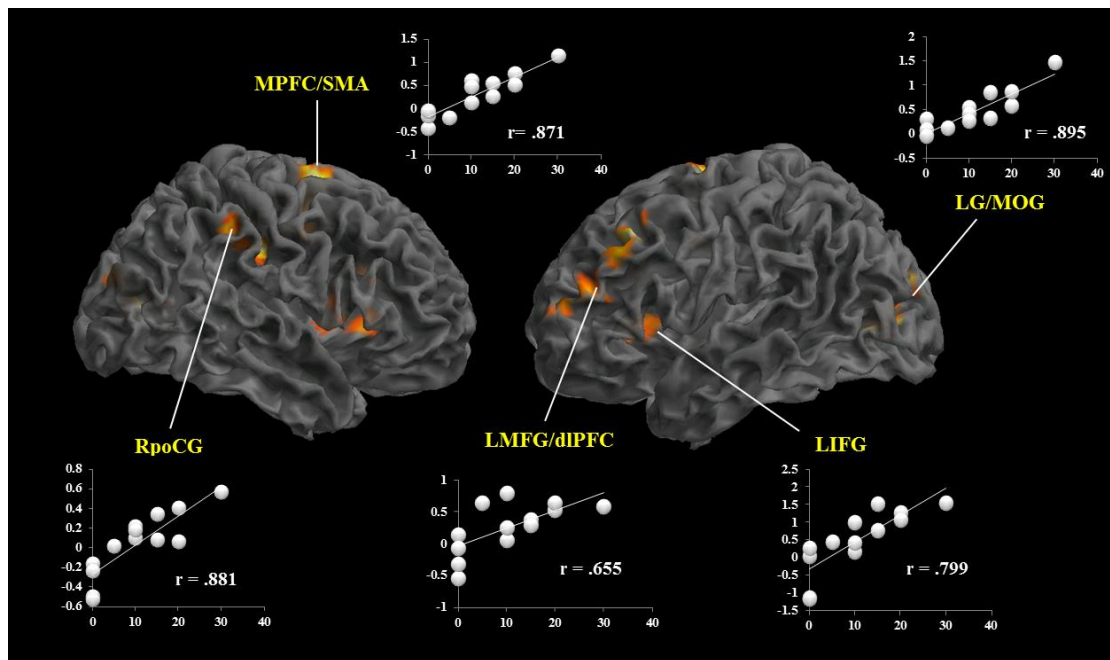 MPFC/SMA
1.5
1
0.5
0
-0.5
-1
0 10 20 30 40
r= .871
2
1.5
1
0.5
0
-0.5
0 10 20 30 40
r = .895
LG/MOG
RpoCG
0.8
0.6
0.4
0.2
0
-0.2
-0.4
-0.6
0 10 20 30 40
r = .881
LMFG/dlPFC
1
0.5
0
-0.5
-1
0 10 20 30 40
r = .655
LIFG
2.5
2
1.5
1
0.5
0
-0.5
-1
-1.5
0 10 20 30 40
r = .799